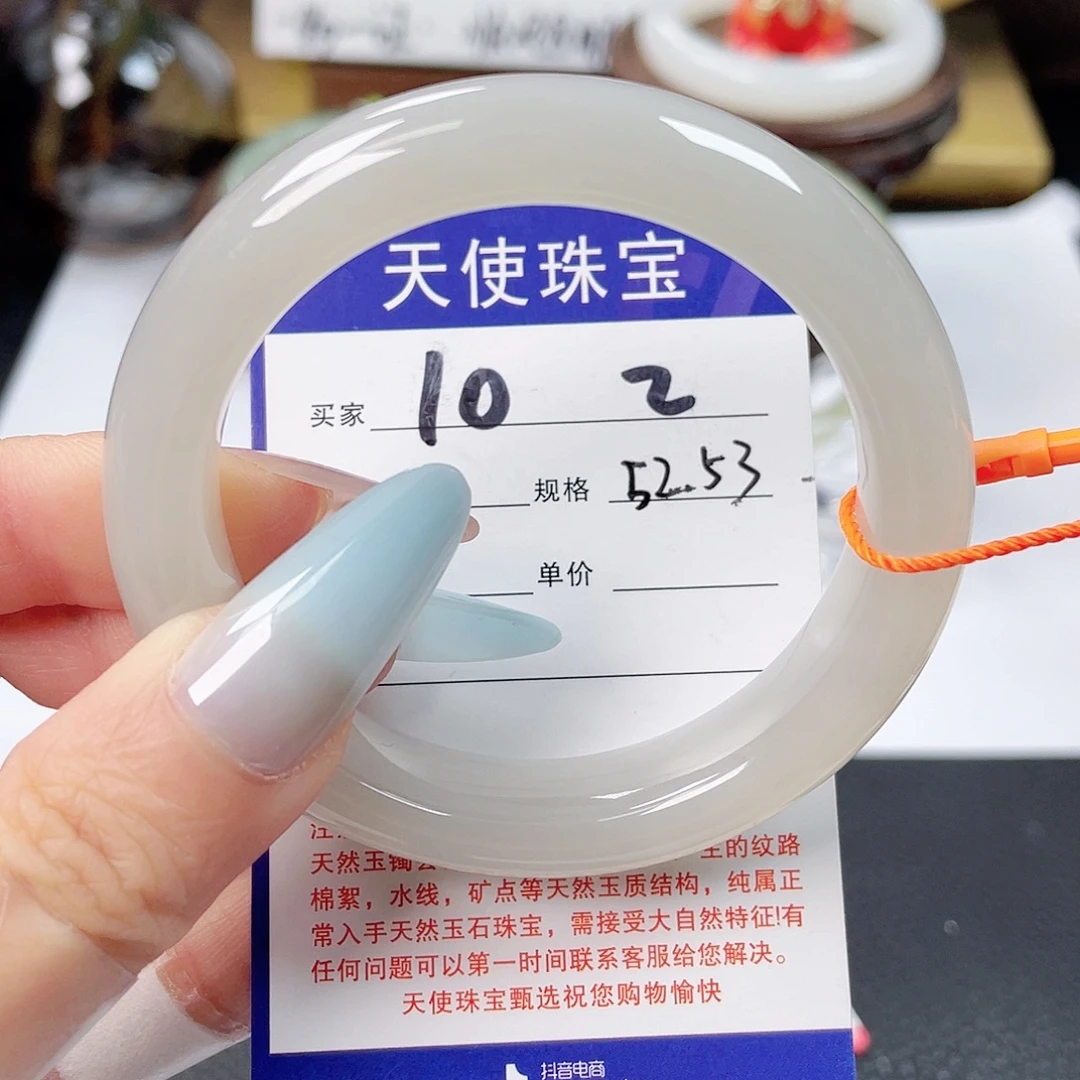 天使珠宝
买家 10 2
规格 52.53
单价
天然玉镯 生的纹路
棉絮，水线，矿点等天然玉质结构，纯属正
常入手天然玉石珠宝，需接受大自然特征!有
任何问题可以第一时间联系客服给您解决。
天使珠宝甄选祝您购物愉快
抖音电商